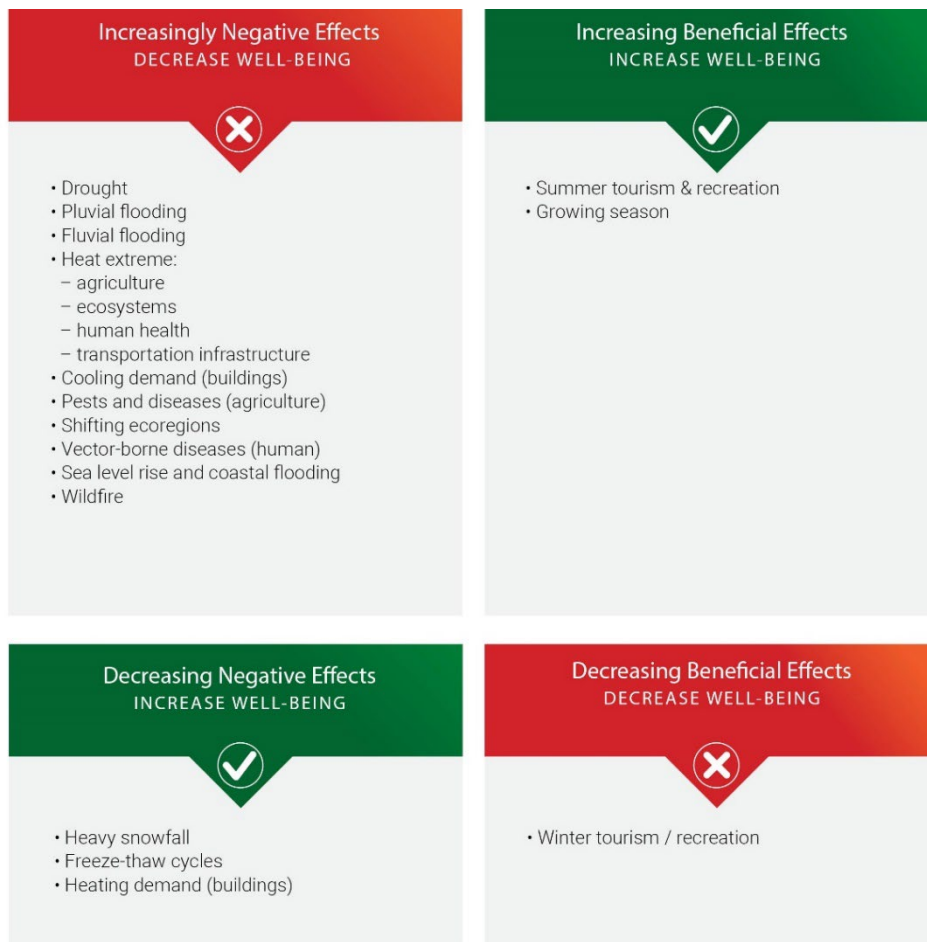 Increasingly Negative Effects
DECREASE WELL-BEING
• Drought
• Pluvial flooding
• Fluvial flooding
• Heat extreme:
– agriculture
– ecosystems
– human health
– transportation infrastructure
• Cooling demand (buildings)
• Pests and diseases (agriculture)
• Shifting ecoregions
• Vector-borne diseases (human)
• Sea level rise and coastal flooding
• Wildfire
Increasing Beneficial Effects
INCREASE WELL-BEING
• Summer tourism & recreation
• Growing season
Decreasing Negative Effects
INCREASE WELL-BEING
• Heavy snowfall
• Freeze-thaw cycles
• Heating demand (buildings)
Decreasing Beneficial Effects
DECREASE WELL-BEING
• Winter tourism / recreation